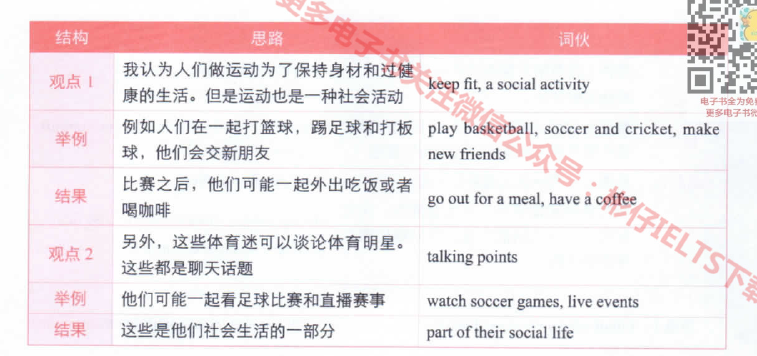 结构 思路 词伙
观点 1 我认为人们做运动为了保持身材和过健 keep fit, a social activity
康的生活。但是运动也是一种社会活动
举例 例如人们在一起打篮球，踢足球和打板 play basketball, soccer and cricket, make
球，他们会交新朋友 new friends
结果 比赛之后，他们可能一起外出吃饭或者 go out for a meal, have a coffee
喝咖啡
观点 2 另外，这些体育迷可以谈论体育明星。 talking points
这些都是聊天话题
举例 他们可能一起看足球比赛和直播赛事 watch soccer games, live events
结果 这些是他们社会生活的一部分 part of their social life
更多电子书关注微信公众号：彬仔IELTS下载
电子书全为免
更多电子书微